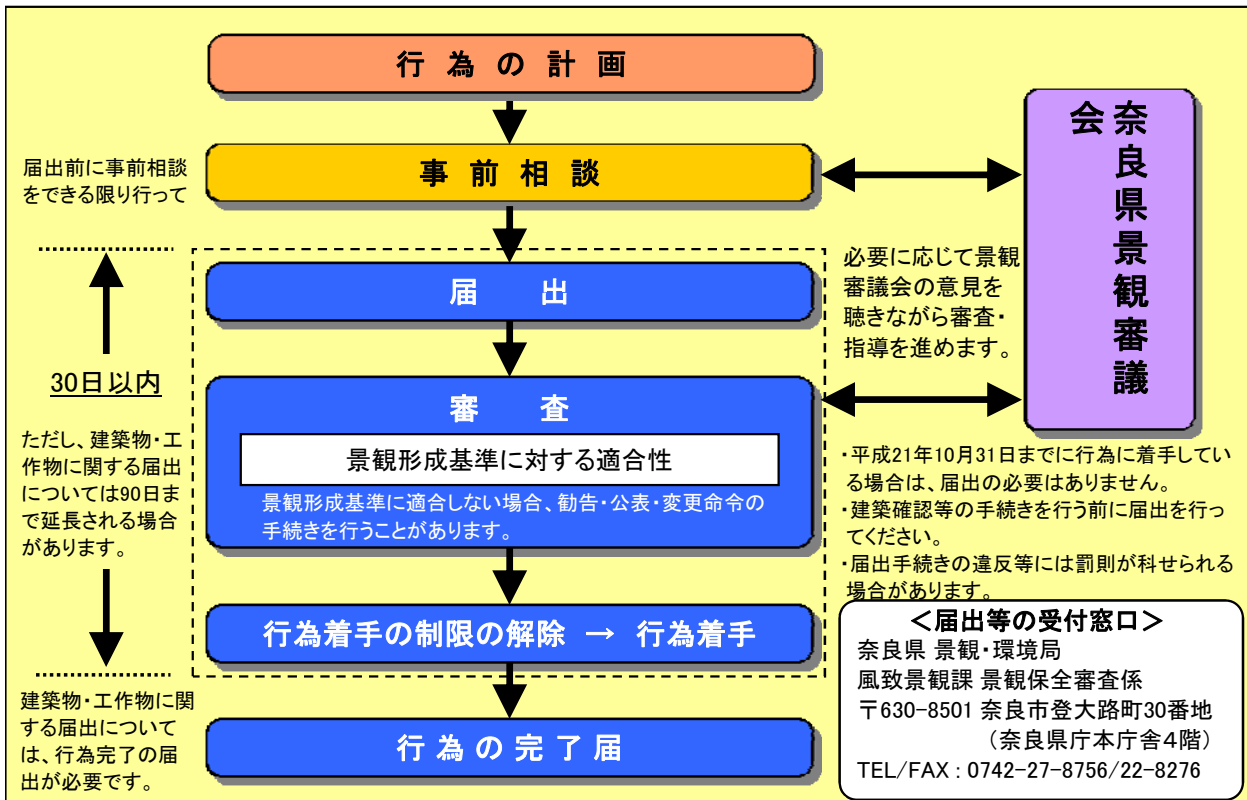 行為の計画
届出前に事前相談
をできる限り行って
事前相談
奈良県景観審議
会
届出
必要に応じて景観
審議会の意見を
聴きながら審査・
指導を進めます。
30日以内
ただし、建築物・工
作物に関する届出
については90日ま
で延長される場合
があります。
審査
景観形成基準に対する適合性
景観形成基準に適合しない場合、勧告・公表・変更命令の
手続きを行うことがあります。
・平成21年10月31日までに行為に着手してい
る場合は、届出の必要はありません。
・建築確認等の手続きを行う前に届出を行っ
てください。
・届出手続きの違反等には罰則が科せられる
場合があります。
行為着手の制限の解除 → 行為着手
建築物・工作物に関
する届出について
は、行為完了の届
出が必要です。
行為の完了届
＜届出等の受付窓口＞
奈良県 景観・環境局
風致景観課 景観保全審査係
〒630-8501 奈良市登大路町30番地
（奈良県庁本庁舎4階）
TEL/FAX : 0742-27-8756/22-8276